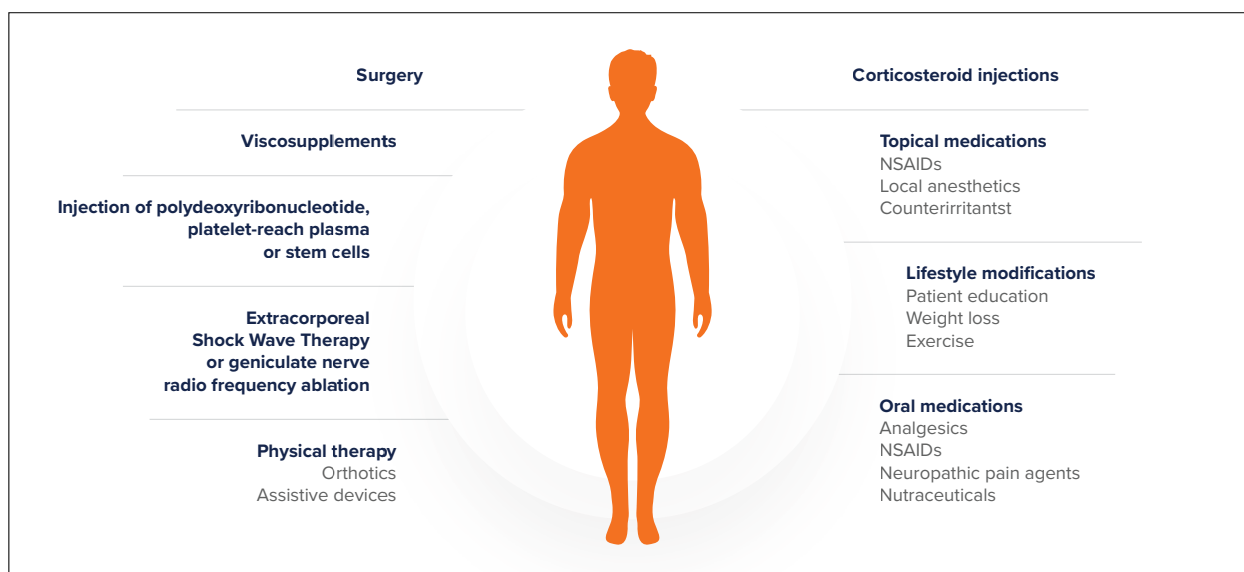 Surgery
Viscosupplements
Injection of polydeoxyribonucleotide,
platelet-reach plasma
or stem cells
Extracorporeal
Shock Wave Therapy
or geniculate nerve
radio frequency ablation
Physical therapy
Orthotics
Assistive devices
Corticosteroid injections
Topical medications
NSAIDs
Local anesthetics
Counterirritantst
Lifestyle modifications
Patient education
Weight loss
Exercise
Oral medications
Analgesics
NSAIDs
Neuropathic pain agents
Nutraceuticals